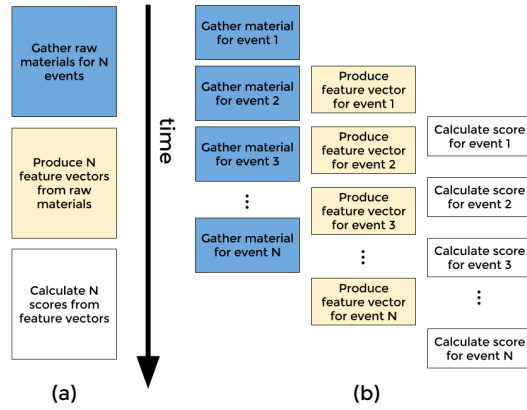 Gather raw
materials for N
events
Produce N
feature vectors
from raw
materials
Calculate N
scores from
feature vectors
(a)
time
Gather material
for event 1
Gather material
for event 2
Gather material
for event 3
...
Gather material
for event N
Produce
feature vector
for event 1
Produce
feature vector
for event 2
Produce
feature vector
for event 3
...
Produce
feature vector
for event N
Calculate score
for event 1
Calculate score
for event 2
Calculate score
for event 3
...
Calculate score
for event N
(b)